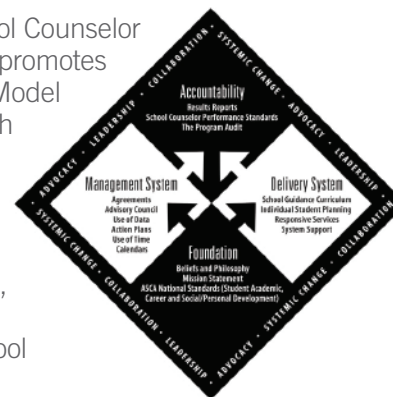 ol Counselor
promotes
Model
h
,
ool
SYSTEMIC CHANGE • ADVOCACY • LEADERSHIP • COLLABORATION
ADVOCACY • LEADERSHIP • COLLABORATION • SYSTEMIC CHANGE
Accountability
Results Reports
School Counselor Performance Standards
The Program Audit
Management System
Agreements
Advisory Council
Use of Data
Action Plans
Use of Time
Calendars
Delivery System
School Guidance Curriculum
Individual Student Planning
Responsive Services
System Support
Foundation
Beliefs and Philosophy
Mission Statement
ASCA National Standards (Student Academic,
Career and Social/Personal Development)
SYSTEMIC CHANGE • COLLABORATION • LEADERSHIP • ADVOCACY
ADVOCACY • SYSTEMIC CHANGE • COLLABORATION